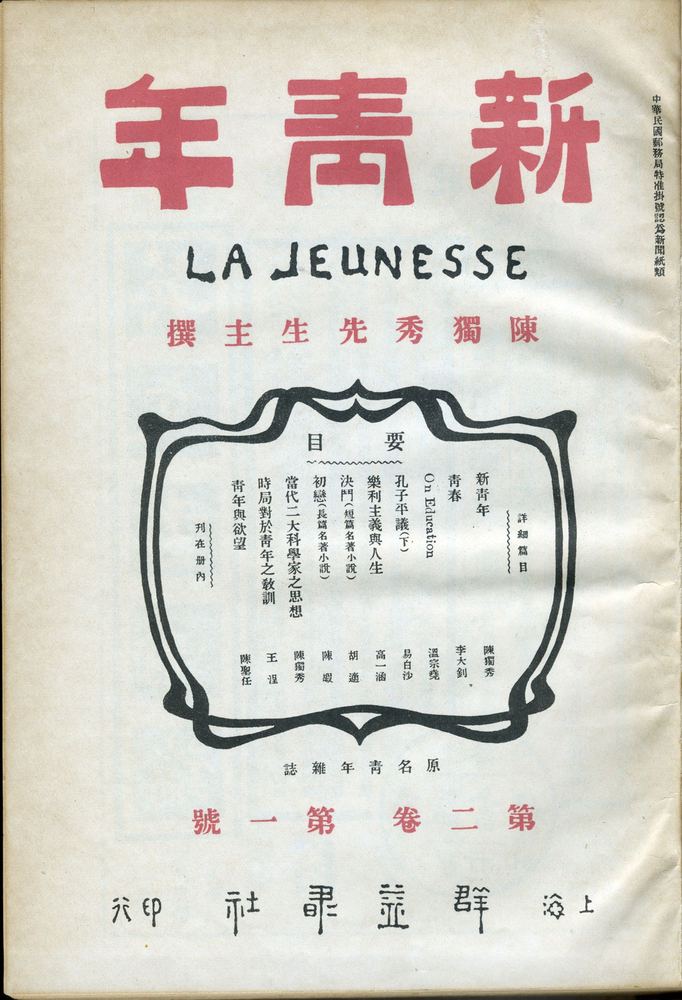 中華民國郵務局特准掛號認爲新聞紙類
新青年
LA JEUNESSE
陳獨秀先生主撰
要目
詳細篇目
新青年 陳獨秀
青春 李大釗
On Education 溫宗堯
孔子平議（下） 易白沙
樂利主義與人生 高一涵
決鬥（短篇名著小說） 胡適
初戀（長篇名著小說） 陳嘏
當代二大科學家之思想 陳獨秀
時局對於青年之教訓 王涅
青年與欲望 陳聖任
刊在册內
原名青年雜誌
第二卷第一號
上海群益書社印行